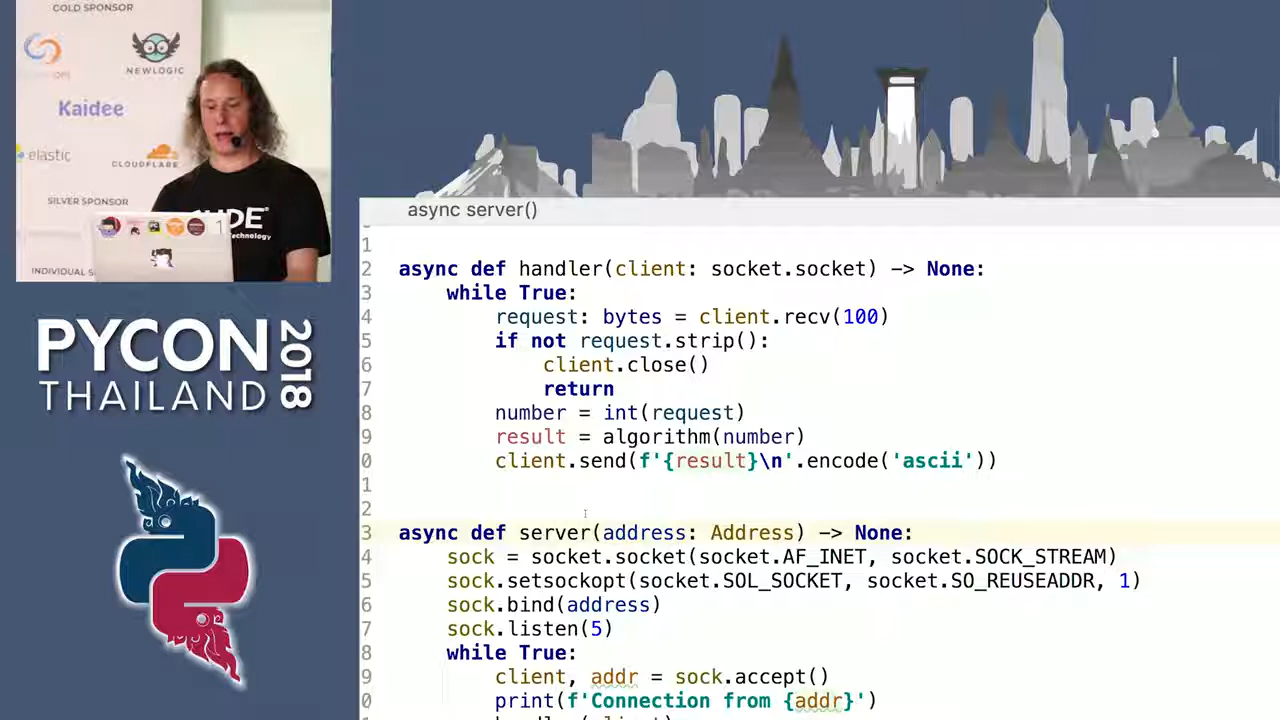 COLD SPONSOR
NEWLOGIC
Kaidee
elastic
CLOUDFLARE
SILVER SPONSOR
PYCON
THAILAND
2018
async server()
1
2 async def handler(client: socket.socket) -> None:
3 while True:
4 request: bytes = client.recv(100)
5 if not request.strip():
6 client.close()
7 return
8 number = int(request)
9 result = algorithm(number)
0 client.send(f'{result}\n'.encode('ascii'))
1
2
3 async def server(address: Address) -> None:
4 sock = socket.socket(socket.AF_INET, socket.SOCK_STREAM)
5 sock.setsockopt(socket.SOL_SOCKET, socket.SO_REUSEADDR, 1)
6 sock.bind(address)
7 sock.listen(5)
8 while True:
9 client, addr = sock.accept()
0 print(f'Connection from {addr}')